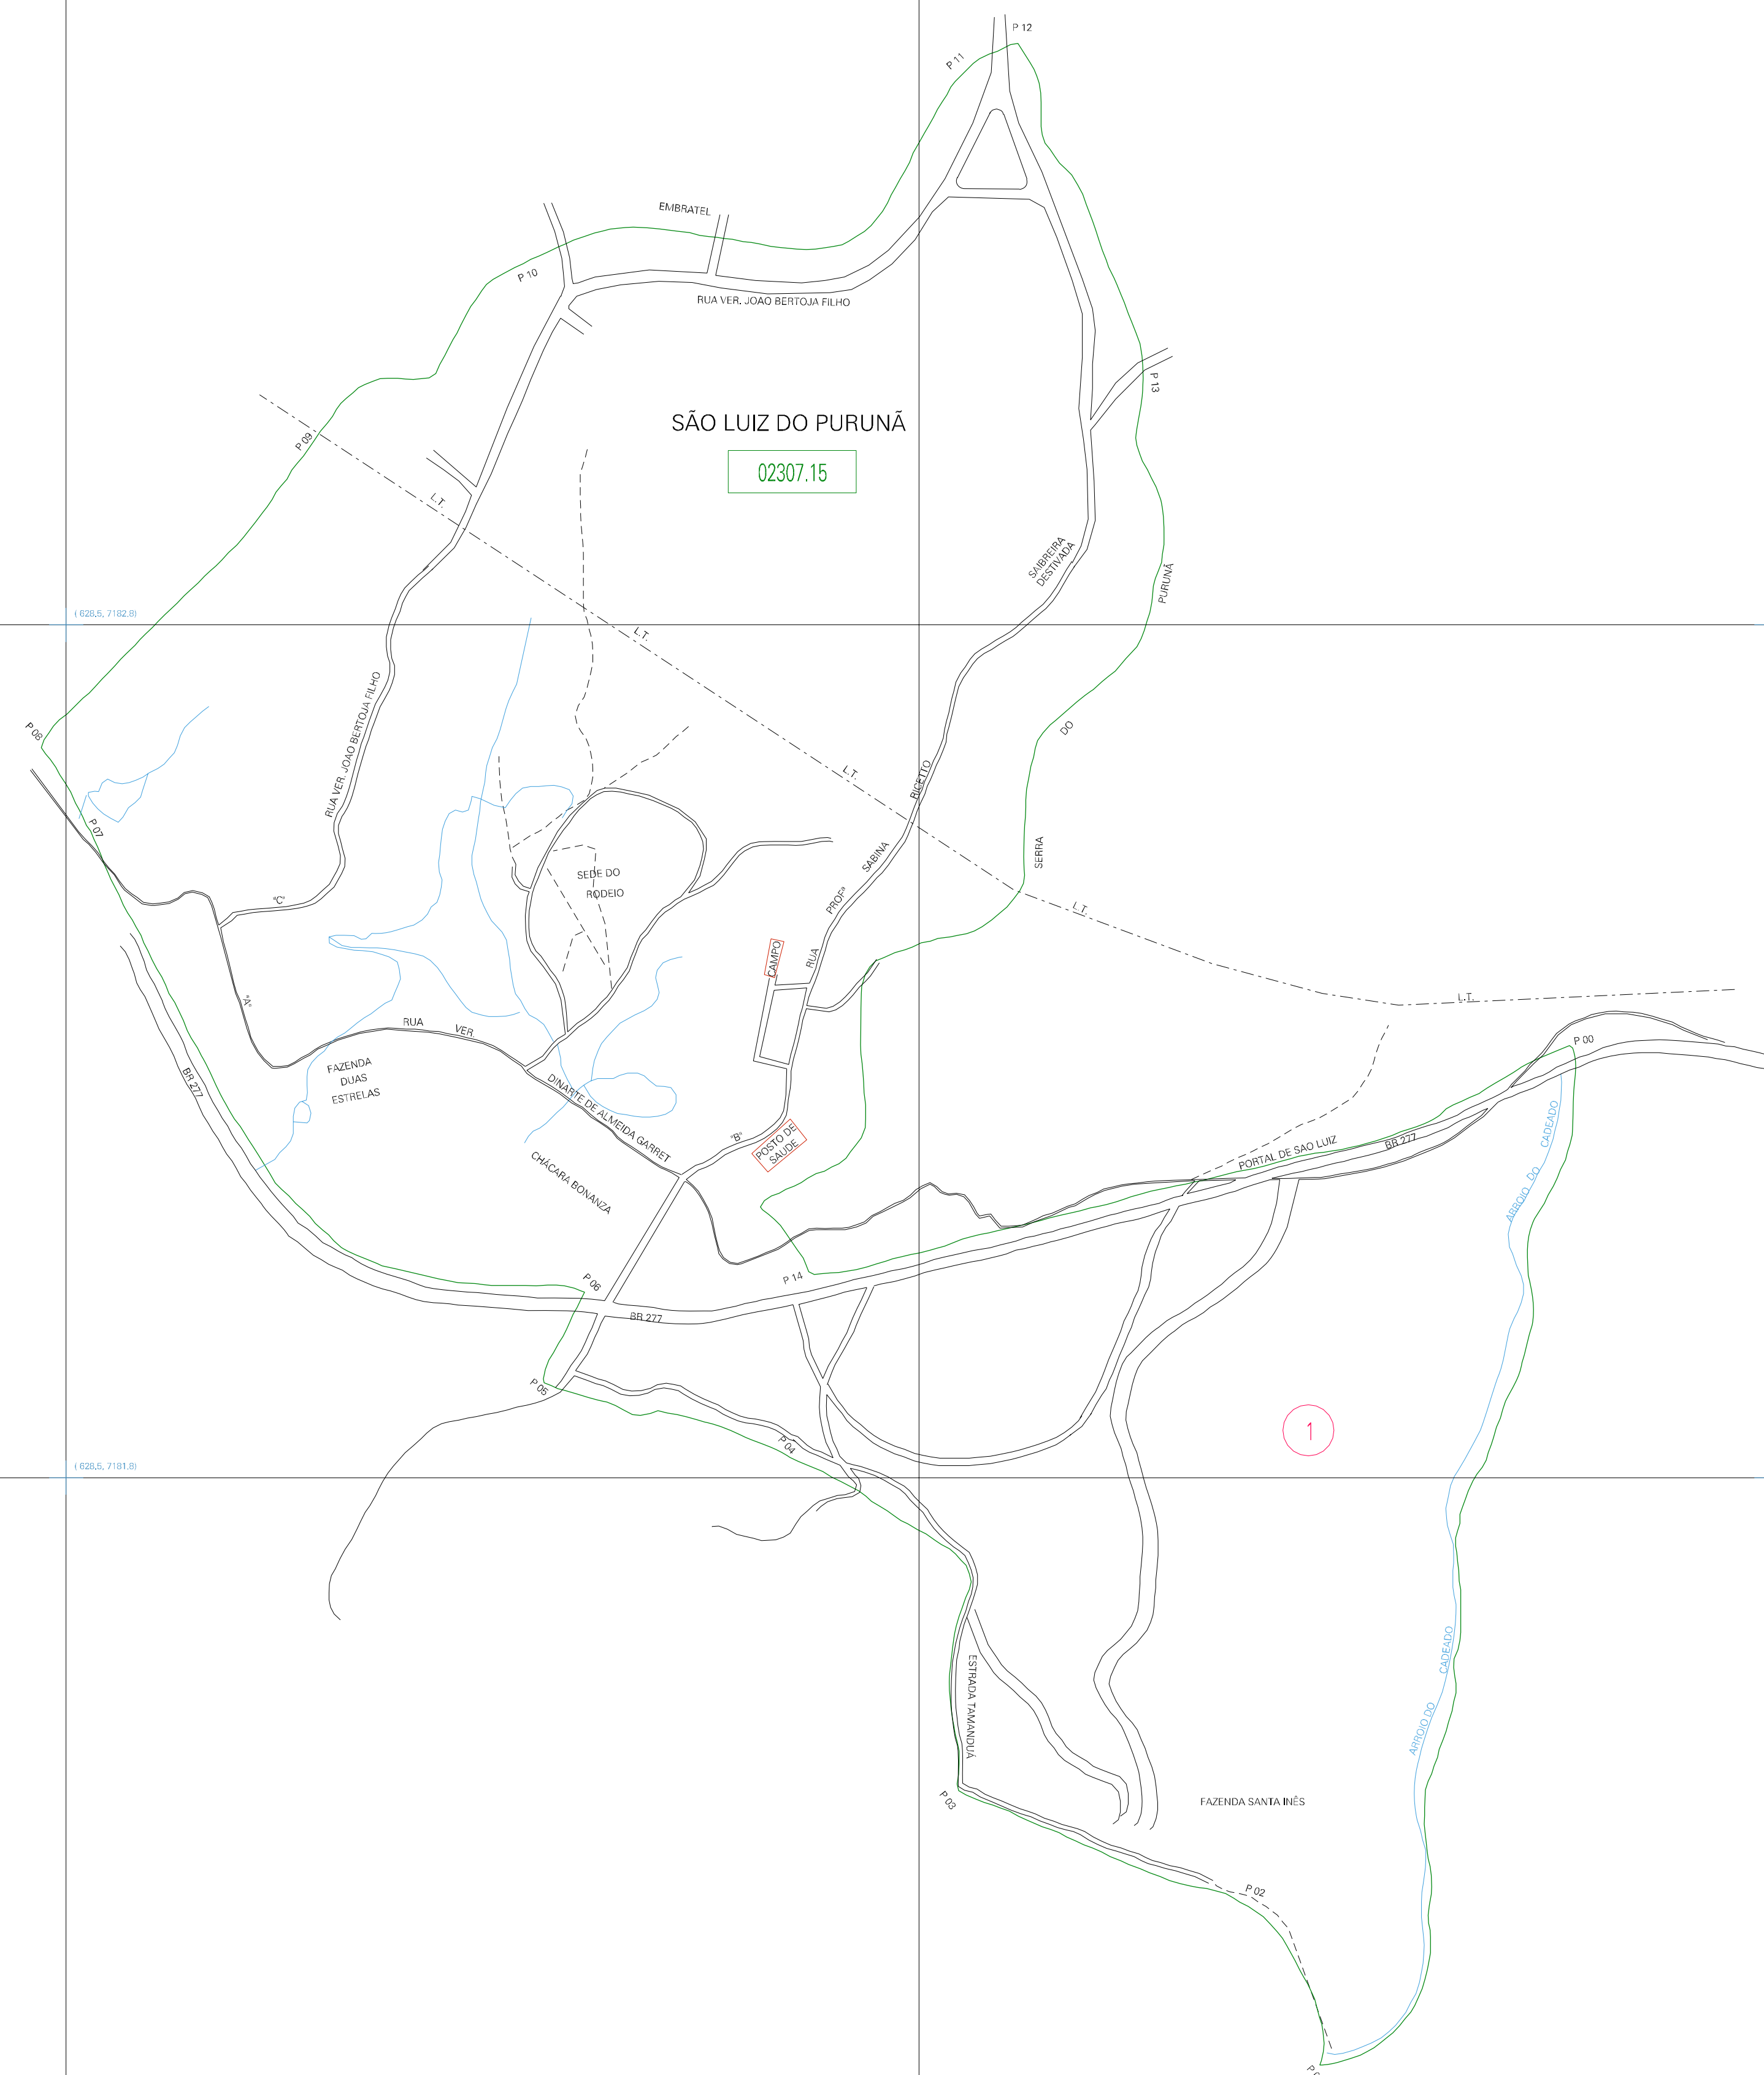 P 12
P 11
EMBRATEL
P 10
RUA VER. JOAO BERTOJA FILHO
P 13
SÃO LUIZ DO PURUNÃ
P 09
02307.15
L.T.
SAIBREIRA
DESTIVADA
PURUNÃ
( 628.5, 7182.8)
L.T.
RUA VER. JOAO BERTOJA FILHO
P 08
DO
L.T.
RIGETTO
P 07
SERRA
SABINA
SEDE DO
RODEIO
"C"
PROFª
L.T.
RUA
CAMPO
"A"
L.T.
RUA
VER.
P 00
FAZENDA
DUAS
ESTRELAS
BR 277
DINARTE DE ALMEIDA GARRET
"B"
POSTO DE
SAUDE
CADEADO
BR 277
PORTAL DE SAO LUIZ
CHÁCARA BONANZA
DO
ARROIO
P 06
P 14
BR 277
P 05
1
P 04
( 628.5, 7181.8)
CADEADO
ESTRADA TAMANDUÁ
ARROIO DO
P 03
FAZENDA SANTA INÊS
P 02